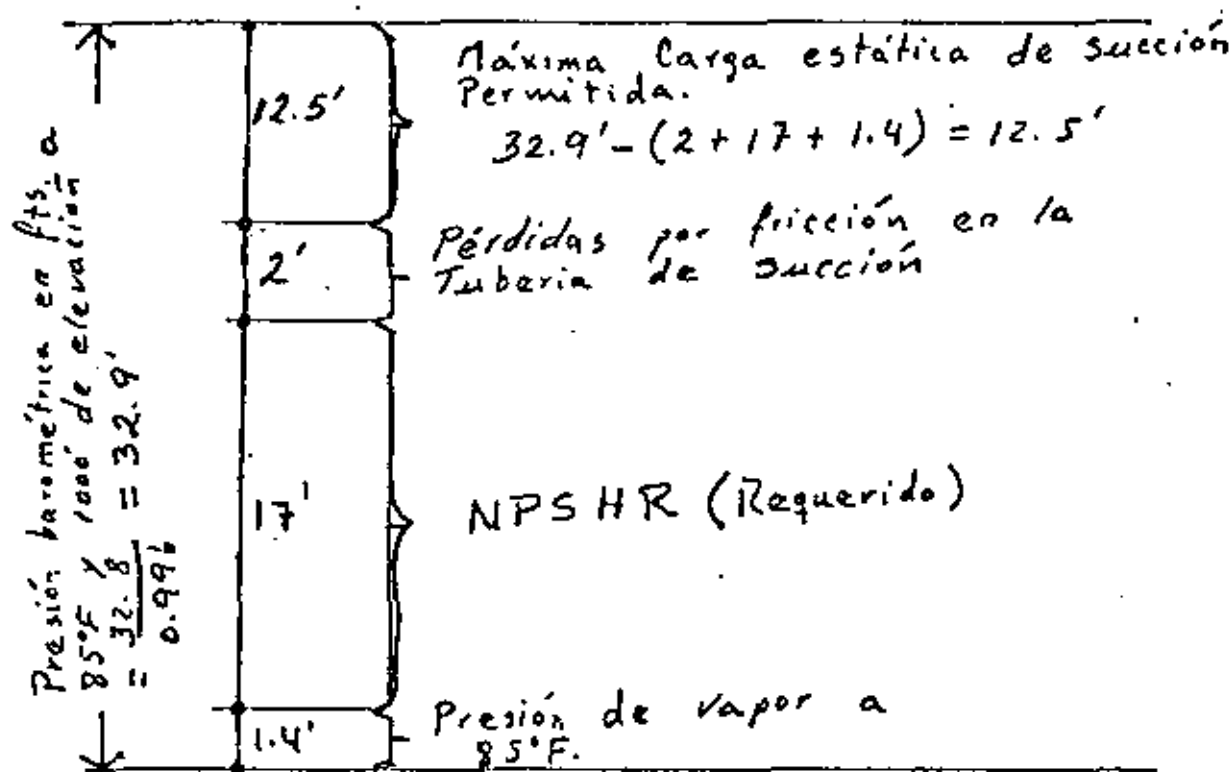 Presión barométrica en fts. a
85°F y 1000' de elevación
= 32.8 = 32.9'
0.996
12.5'
Máxima Carga estática de succión
Permitida.
32.9' - (2 + 17 + 1.4) = 12.5'
2'
Pérdidas por fricción en la
Tuberia de succión
17'
NPSHR (Requerido)
1.4'
Presión de vapor a
85°F.